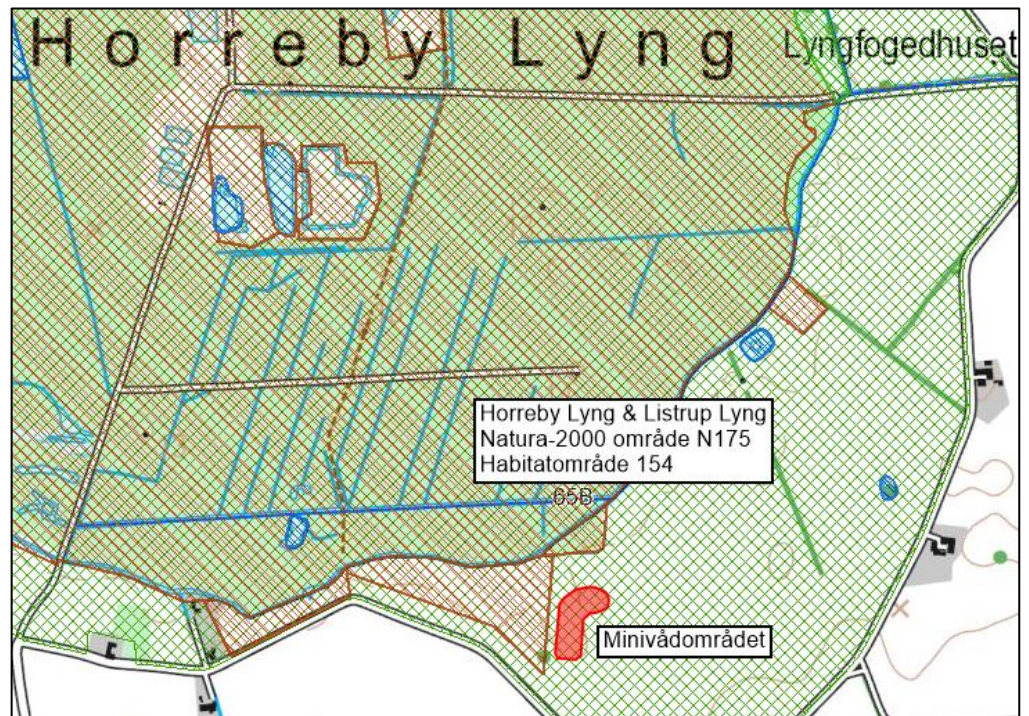 Horreby Lyng
Lyngfogedhuset
Horreby Lyng & Listrup Lyng
Natura-2000 område N175
Habitatområde 154
65B
Minivådområdet